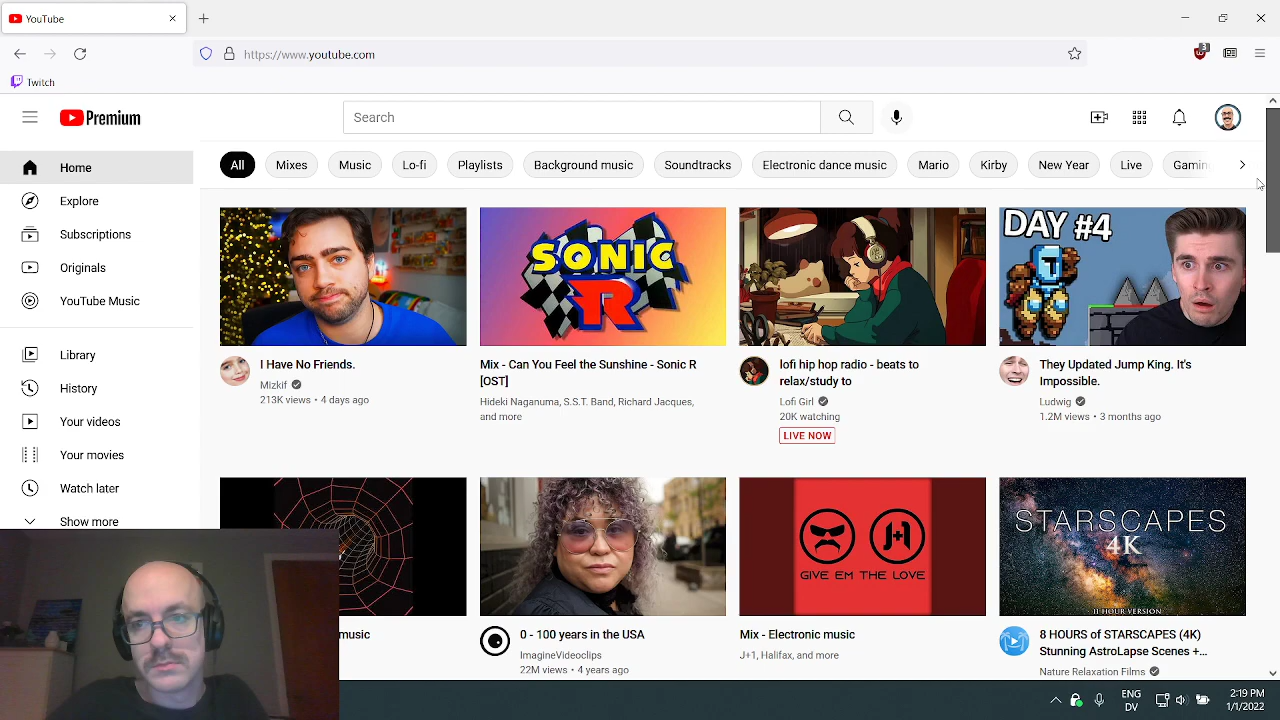 YouTube
https://www.youtube.com
3
Twitch
Premium
Search
All
Mixes
Music
Lo-fi
Playlists
Background music
Soundtracks
Electronic dance music
Mario
Kirby
New Year
Live
Gamin
Home
Explore
Subscriptions
Originals
YouTube Music
Library
History
Your videos
Your movies
Watch later
Show more
SONIC
R
DAY #4
I Have No Friends.
Mizkif
213K views • 4 days ago
Mix - Can You Feel the Sunshine - Sonic R
[OST]
Hideki Naganuma, S.S.T. Band, Richard Jacques,
and more
lofi hip hop radio - beats to
relax/study to
Lofi Girl
20K watching
LIVE NOW
They Updated Jump King. It's
Impossible.
Ludwig
1.2M views • 3 months ago
J+1
GIVE EM THE LOVE
STARSCAPES
4K
11 HOUR VERSION
music
0 - 100 years in the USA
ImagineVideoclips
22M views • 4 years ago
Mix - Electronic music
J+1, Halifax, and more
8 HOURS of STARSCAPES (4K)
Stunning AstroLapse Scenes +...
Nature Relaxation Films
ENG
DV
2:19 PM
1/1/2022